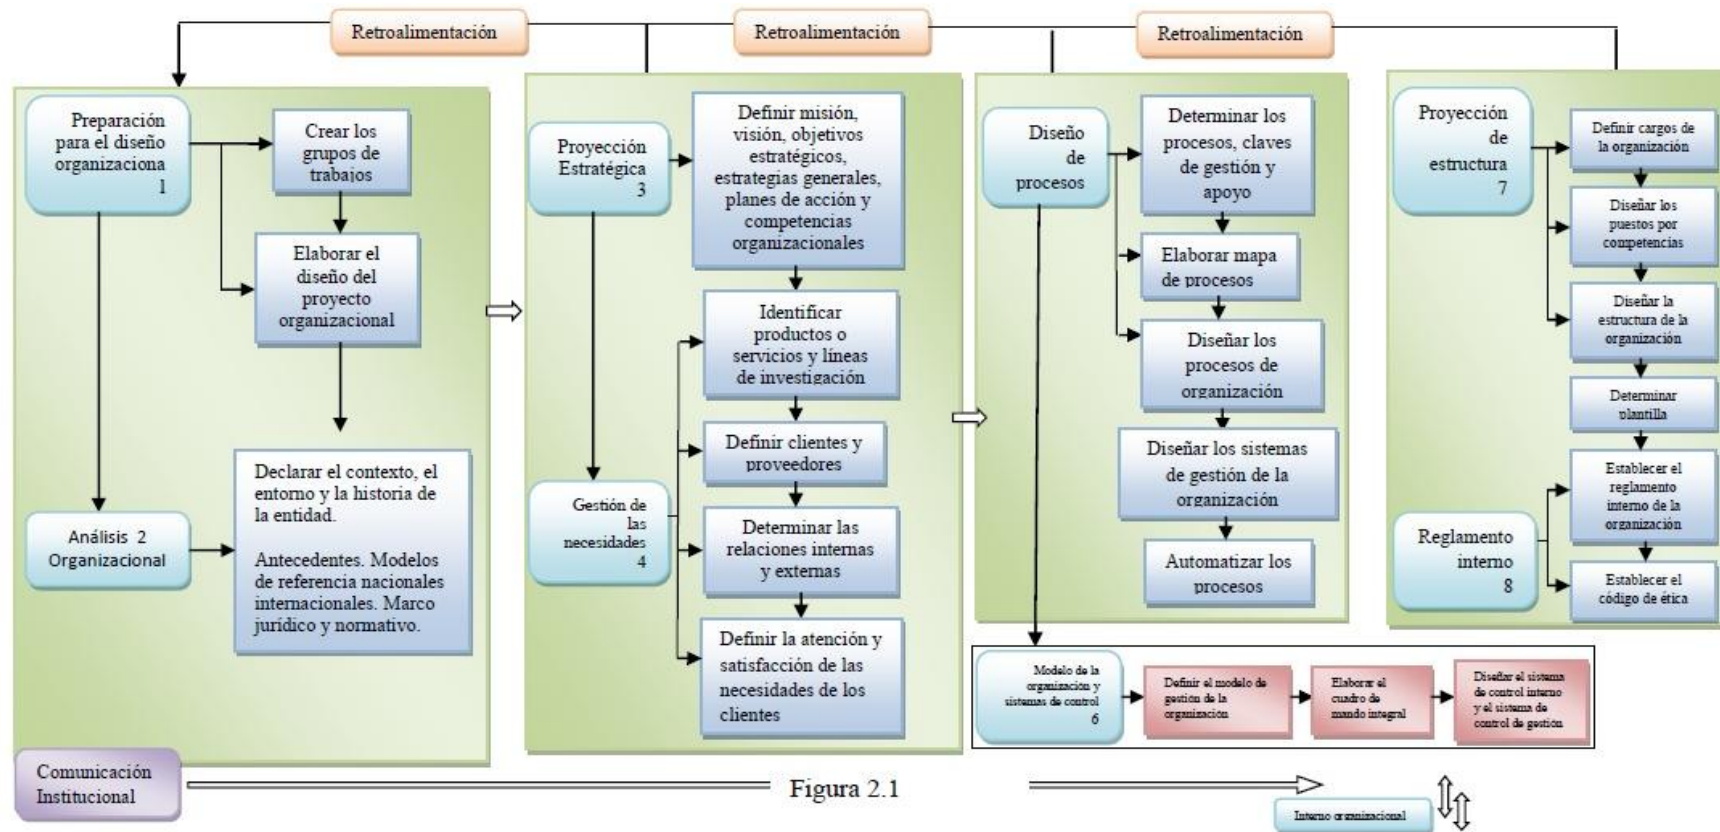 Retroalimentación
Retroalimentación
Retroalimentación
Preparación
para el diseño
organizaciona
1
Crear los
grupos de
trabajos
Elaborar el
diseño del
proyecto
organizacional
Análisis 2
Organizacional
Declarar el contexto, el
entorno y la historia de
la entidad.
Antecedentes. Modelos
de referencia nacionales
internacionales. Marco
jurídico y normativo.
Proyección
Estratégica
3
Definir misión,
visión, objetivos
estratégicos,
estrategias generales,
planes de acción y
competencias
organizacionales
Identificar
productos o
servicios y líneas
de investigación
Definir clientes y
proveedores
Gestión de
las
necesidades
4
Determinar las
relaciones internas
y externas
Definir la atención y
satisfacción de las
necesidades de los
clientes
Diseño
de
procesos
Determinar los
procesos, claves de
gestión y
apoyo
Elaborar mapa
de procesos
Diseñar los
procesos de
organización
Diseñar los sistemas
de gestión de la
organización
Automatizar los
procesos
Modelo de la
organización y
sistemas de control
6
Definir el modelo de
gestión de la
organización
Elaborar el
cuadro de
mando integral
Diseñar el sistema
de control interno
y el sistema de
control de gestión
Proyección
de
estructura
7
Definir cargos de
la organización
Diseñar los
puestos por
competencias
Diseñar la
estructura de la
organización
Determinar
plantilla
Reglamento
interno
8
Establecer el
reglamento
interno de la
organización
Establecer el
código de ética
Comunicación
Institucional
Figura 2.1
Interno organizacional